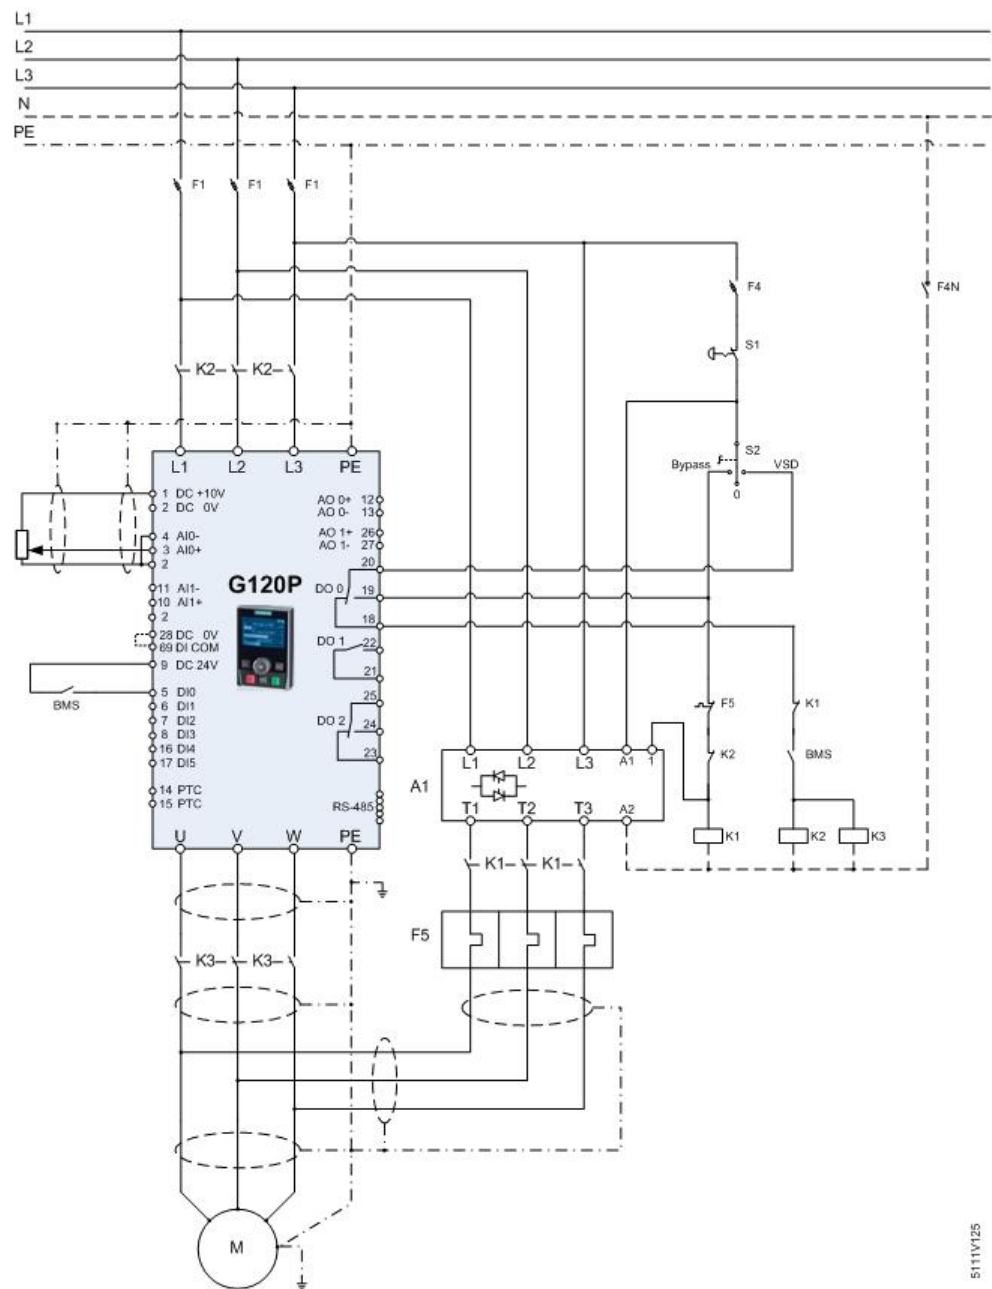 L1
L2
L3
N
PE
F1 F1 F1
F4 F4N
S1
K2 K2
S2
Bypass VSD
0
L1 L2 L3 PE
1 DC +10V
2 DC 0V
4 AI0-
3 AI0+
2
11 AI1-
10 AI1+
2
28 DC 0V
69 DI COM
9 DC 24V
5 DI0
6 DI1
7 DI2
8 DI3
16 DI4
17 DI5
14 PTC
15 PTC
BMS
G120P
AO 0+ 12
AO 0- 13
AO 1+ 26
AO 1- 27
20
DO 0 19
18
DO 1 22
21
25
DO 2 24
23
RS-485
U V W PE
F5 K1
K2 BMS
A1
L1 L2 L3 A1 1
T1 T2 T3 A2
K1 K2 K3
K1 K1
F5
K3 K3
M
5111V125